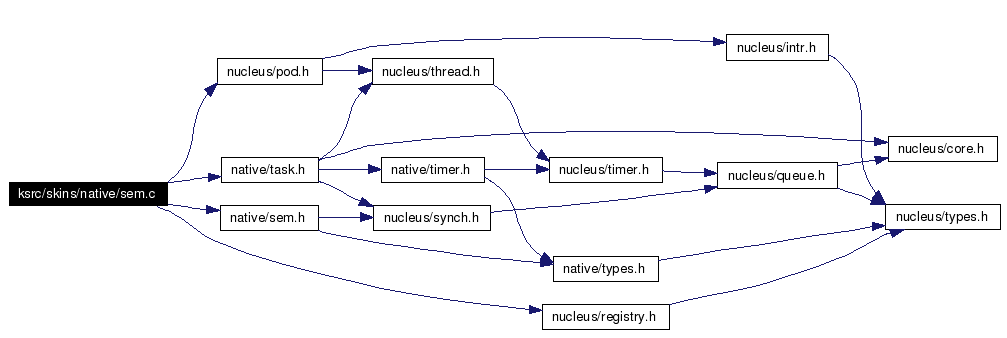 ksrc/skins/native/sem.c
nucleus/pod.h
native/task.h
native/sem.h
nucleus/thread.h
native/timer.h
nucleus/synch.h
nucleus/timer.h
native/types.h
nucleus/registry.h
nucleus/intr.h
nucleus/queue.h
nucleus/core.h
nucleus/types.h